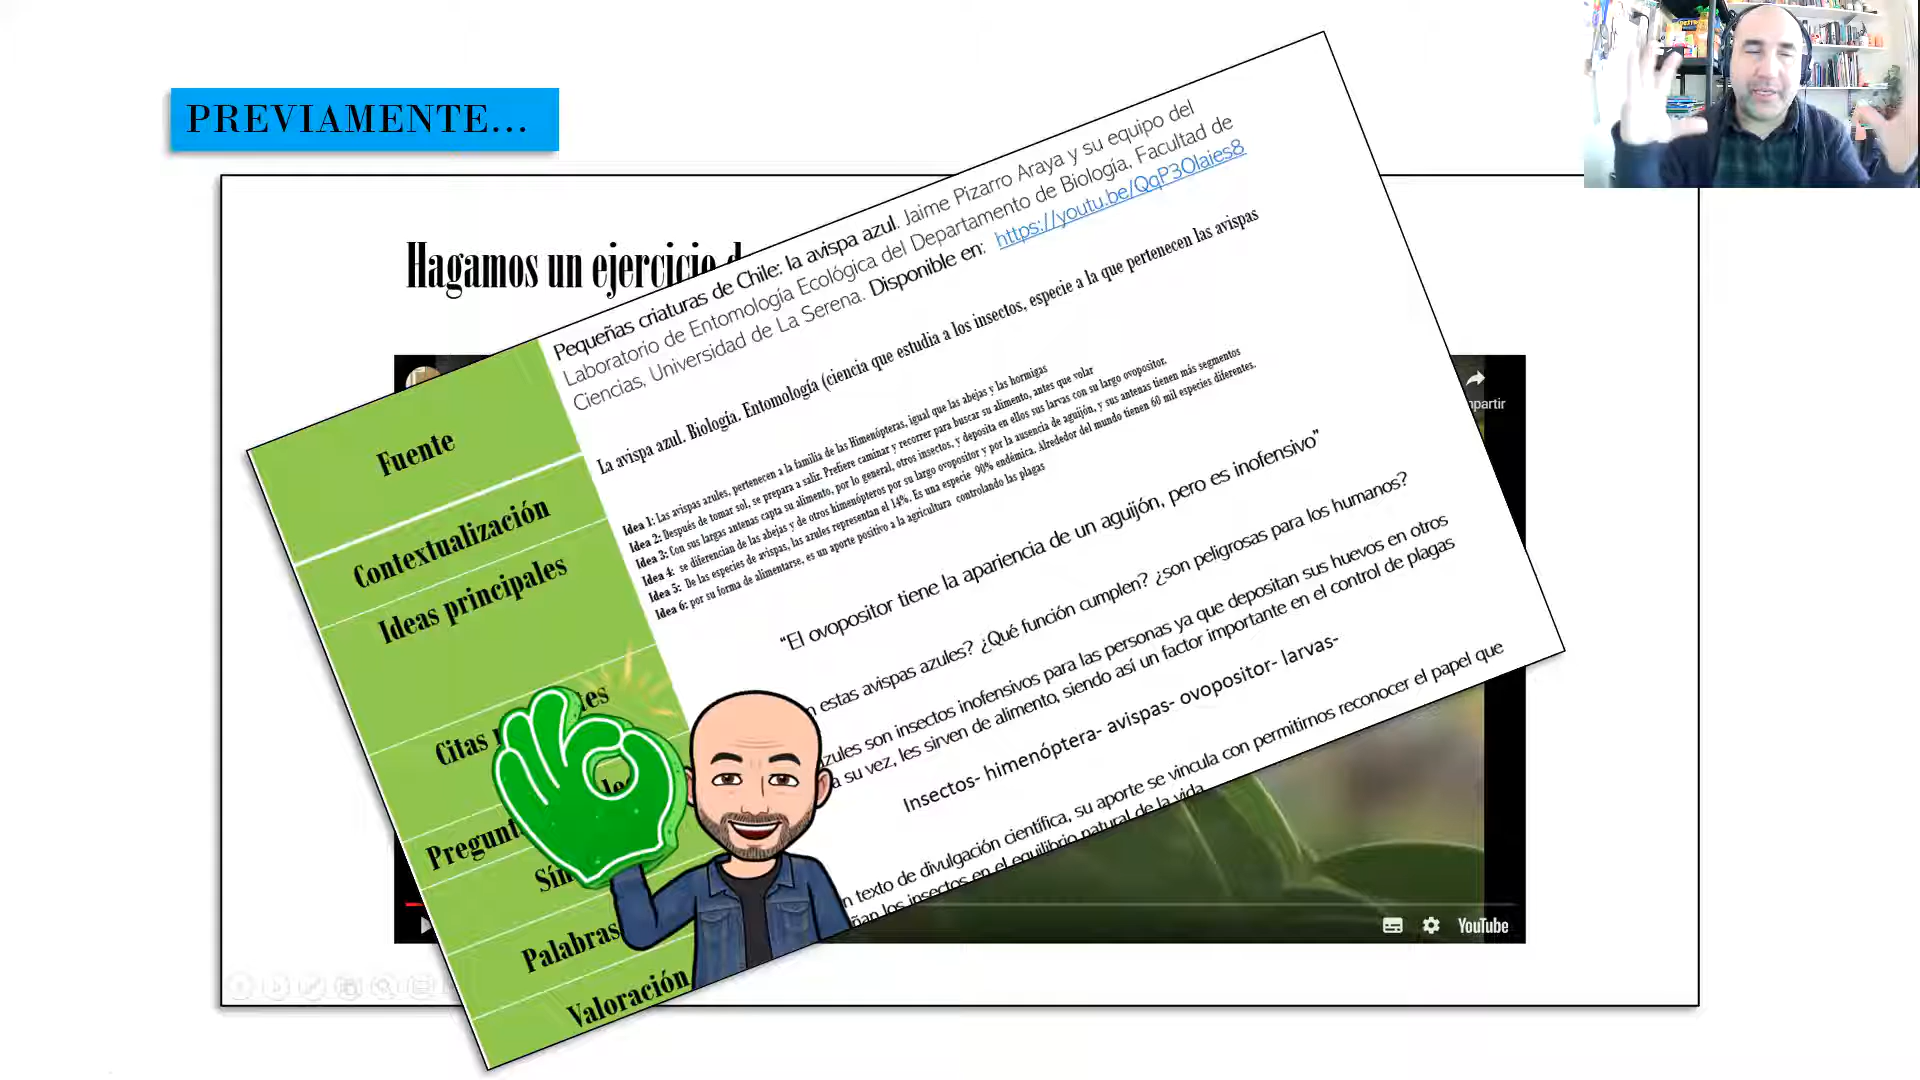 PREVIAMENTE...
Hagamos un ejercicio d
Fuente
Pequeñas criaturas de Chile: la avispa azul. Jaime Pizarro Araya y su equipo del
Laboratorio de Entomología Ecológica del Departamento de Biología, Facultad de
Ciencias, Universidad de La Serena. Disponible en: https://youtu.be/QqP3Olaies8
Contextualización
La avispa azul. Biología. Entomología (ciencia que estudia a los insectos, especie a la que pertenecen las avispas
Ideas principales
Idea 1: Las avispas azules, pertenecen a la familia de las Himenópteras, igual que las abejas y las hormigas
Idea 2: Después de tomar sol, se prepara a salir. Prefiere caminar y recorrer para buscar su alimento, antes que volar
Idea 3: Con sus largas antenas capta su alimento, por lo general, otros insectos, y deposita en ellos sus larvas con su largo ovopositor.
Idea 4: se diferencian de las abejas y de otros himenópteros por su largo ovopositor y por la ausencia de aguijón, y sus antenas tienen más segmentos
Idea 5: De las especies de avispas, las azules representan el 14%. Es una especie 90% endémica. Alrededor del mundo tienen 60 mil especies diferentes.
Idea 6: por su forma de alimentarse, es un aporte positivo a la agricultura controlando las plagas
Citas
tes
"El ovopositor tiene la apariencia de un aguijón, pero es inofensivo"
Pregunt
n estas avispas azules? ¿Qué función cumplen? ¿son peligrosas para los humanos?
Sín
zules son insectos inofensivos para las personas ya que depositan sus huevos en otros
a su vez, les sirven de alimento, siendo así un factor importante en el control de plagas
Palabras
Insectos- himenóptera- avispas- ovopositor- larvas-
Valoración
n texto de divulgación científica, su aporte se vincula con permitirnos reconocer el papel que
ñan los insectos en el equilibrio natural de la vida
mpartir
YouTube